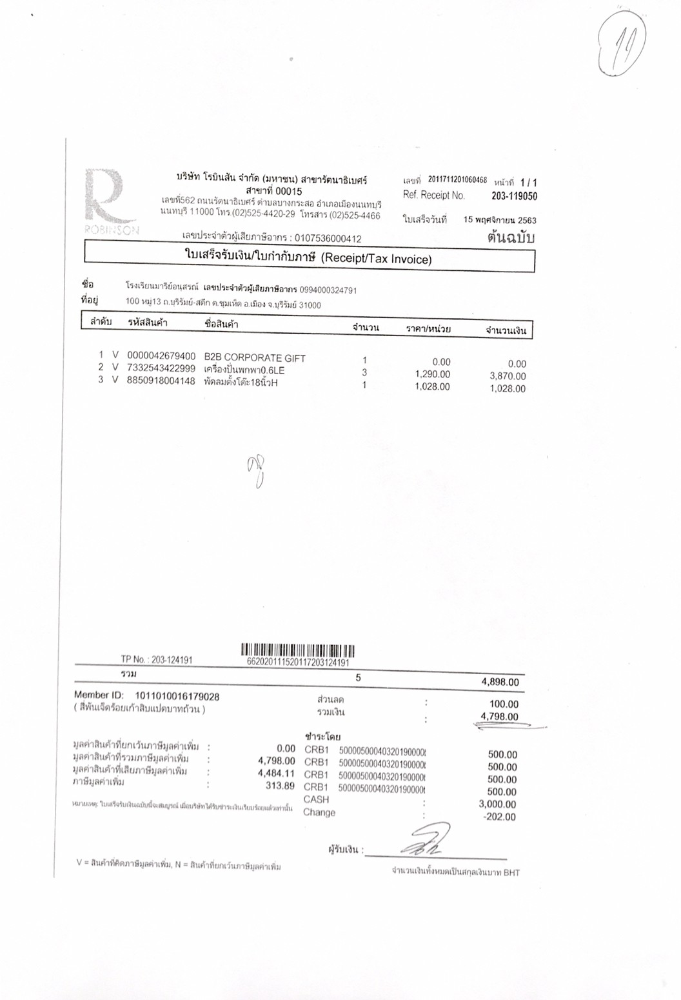 11
บริษัท โรบินสัน จำกัด (มหาชน) สาขารัตนาธิเบศร์
สาขาที่ 00015
เลขที่562 ถนนรัตนาธิเบศร์ ตำบลบางกระสอ อำเภอเมืองนนทบุรี
นนทบุรี 11000 โทร.(02)525-4420-29 โทรสาร (02)525-4466
เลขประจำตัวผู้เสียภาษีอากร : 0107536000412
ROBINSON
เลขที่ 2011711201060468 หน้าที่ 1 / 1
Ref. Receipt No. 203-119050
ใบเสร็จวันที่ 15 พฤศจิกายน 2563
ต้นฉบับ
ใบเสร็จรับเงิน/ใบกำกับภาษี (Receipt/Tax Invoice)
ชื่อ โรงเรียนมารีย์อนุสรณ์ เลขประจำตัวผู้เสียภาษีอากร 0994000324791
ที่อยู่ 100 หมู่13 ถ.บุรีรัมย์-สตึก ต.ชุมเห็ด อ.เมือง จ.บุรีรัมย์ 31000
ลำดับ รหัสสินค้า ชื่อสินค้า จำนวน ราคา/หน่วย จำนวนเงิน
1 V 0000042679400 B2B CORPORATE GIFT 1 0.00 0.00
2 V 7332543422999 เครื่องปั่นพกพา0.6LE 3 1,290.00 3,870.00
3 V 8850918004148 พัดลมตั้งโต๊ะ18นิ้วH 1 1,028.00 1,028.00
TP No. : 203-124191 662020111520117203124191
รวม 5 4,898.00
Member ID: 1011010016179028 ส่วนลด : 100.00
( สี่พันเจ็ดร้อยเก้าสิบแปดบาทถ้วน ) รวมเงิน : 4,798.00
ชำระโดย
มูลค่าสินค้าที่ยกเว้นภาษีมูลค่าเพิ่ม : 0.00 CRB1 50000500040320190000 500.00
มูลค่าสินค้าที่รวมภาษีมูลค่าเพิ่ม : 4,798.00 CRB1 50000500040320190000 500.00
มูลค่าสินค้าที่เสียภาษีมูลค่าเพิ่ม : 4,484.11 CRB1 50000500040320190000 500.00
ภาษีมูลค่าเพิ่ม : 313.89 CRB1 50000500040320190000 500.00
CASH : 3,000.00
หมายเหตุ: ใบเสร็จรับเงินฉบับนี้จะสมบูรณ์ เมื่อบริษัทได้รับชำระเงินเรียบร้อยแล้วเท่านั้น Change : -202.00
ผู้รับเงิน :
V = สินค้าที่คิดภาษีมูลค่าเพิ่ม, N = สินค้าที่ยกเว้นภาษีมูลค่าเพิ่ม จำนวนเงินทั้งหมดเป็นสกุลเงินบาท BHT